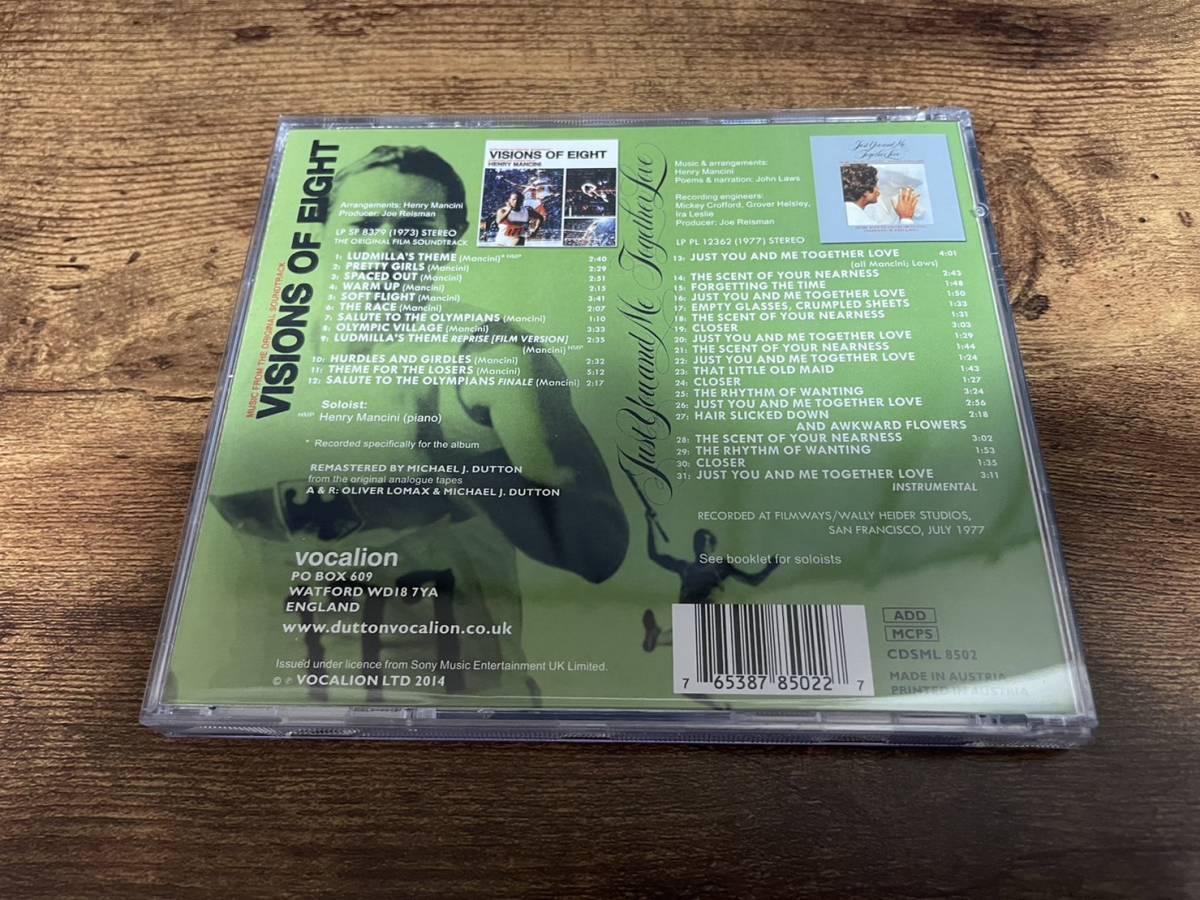 MUSIC FROM THE ORIGINAL SOUNDTRACK
VISIONS OF EIGHT
Arrangements: Henry Mancini
Producer: Joe Reisman
LP SP 8379 (1973) STEREO
THE ORIGINAL FILM SOUNDTRACK
VISIONS OF EIGHT
HENRY MANCINI
1: LUDMILLA'S THEME (Mancini)* HMP 2:40
2: PRETTY GIRLS (Mancini) 2:29
3: SPACED OUT (Mancini) 2:51
4: WARM UP (Mancini) 2:15
5: SOFT FLIGHT (Mancini) 3:41
6: THE RACE (Mancini) 2:07
7: SALUTE TO THE OLYMPIANS (Mancini) 1:10
8: OLYMPIC VILLAGE (Mancini) 3:33
9: LUDMILLA'S THEME REPRISE [FILM VERSION] 2:35
(Mancini) HMP
10: HURDLES AND GIRDLES (Mancini) 2:32
11: THEME FOR THE LOSERS (Mancini) 5:12
12: SALUTE TO THE OLYMPIANS FINALE (Mancini) 2:17
Soloist:
HMP Henry Mancini (piano)
* Recorded specifically for the album
REMASTERED BY MICHAEL J. DUTTON
from the original analogue tapes
A & R: OLIVER LOMAX & MICHAEL J. DUTTON
vocalion
PO BOX 609
WATFORD WD18 7YA
ENGLAND
www.duttonvocalion.co.uk
Issued under licence from Sony Music Entertainment UK Limited.
© ℗ VOCALION LTD 2014
Just You and Me Together Love
Music & arrangements:
Henry Mancini
Poems & narration: John Laws
Recording engineers:
Mickey Crofford, Grover Helsley,
Ira Leslie
Producer: Joe Reisman
LP PL 12362 (1977) STEREO
Just You and Me
Together Love
13: JUST YOU AND ME TOGETHER LOVE 4:01
(all Mancini; Laws)
14: THE SCENT OF YOUR NEARNESS 2:43
15: FORGETTING THE TIME 1:48
16: JUST YOU AND ME TOGETHER LOVE 1:50
17: EMPTY GLASSES, CRUMPLED SHEETS 1:33
18: THE SCENT OF YOUR NEARNESS 1:21
19: CLOSER 3:03
20: JUST YOU AND ME TOGETHER LOVE 1:29
21: THE SCENT OF YOUR NEARNESS 1:44
22: JUST YOU AND ME TOGETHER LOVE 1:24
23: THAT LITTLE OLD MAID 1:43
24: CLOSER 1:27
25: THE RHYTHM OF WANTING 3:24
26: JUST YOU AND ME TOGETHER LOVE 2:56
27: HAIR SLICKED DOWN 2:18
AND AWKWARD FLOWERS
28: THE SCENT OF YOUR NEARNESS 3:02
29: THE RHYTHM OF WANTING 1:53
30: CLOSER 1:35
31: JUST YOU AND ME TOGETHER LOVE 3:11
INSTRUMENTAL
RECORDED AT FILMWAYS/WALLY HEIDER STUDIOS,
SAN FRANCISCO, JULY 1977
See booklet for soloists
7 65387 85022 7
ADD
MCPS
CDSML 8502
MADE IN AUSTRIA
PRINTED IN AUSTRIA